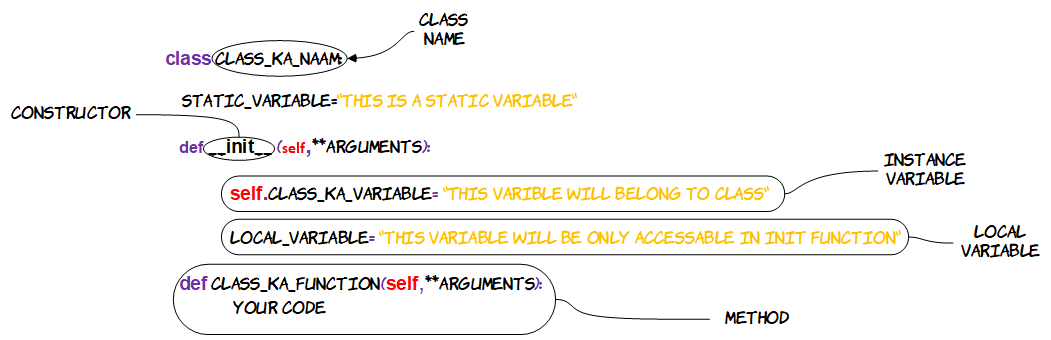 CLASS
NAME
class CLASS_KA_NAAM:
STATIC_VARIABLE="THIS IS A STATIC VARIABLE"
CONSTRUCTOR
def __init__(self,**ARGUMENTS):
INSTANCE
VARIABLE
self.CLASS_KA_VARIABLE= "THIS VARIBLE WILL BELONG TO CLASS"
LOCAL_VARIABLE= "THIS VARIABLE WILL BE ONLY ACCESSABLE IN INIT FUNCTION"
LOCAL
VARIABLE
def CLASS_KA_FUNCTION(self,**ARGUMENTS):
YOUR CODE
METHOD